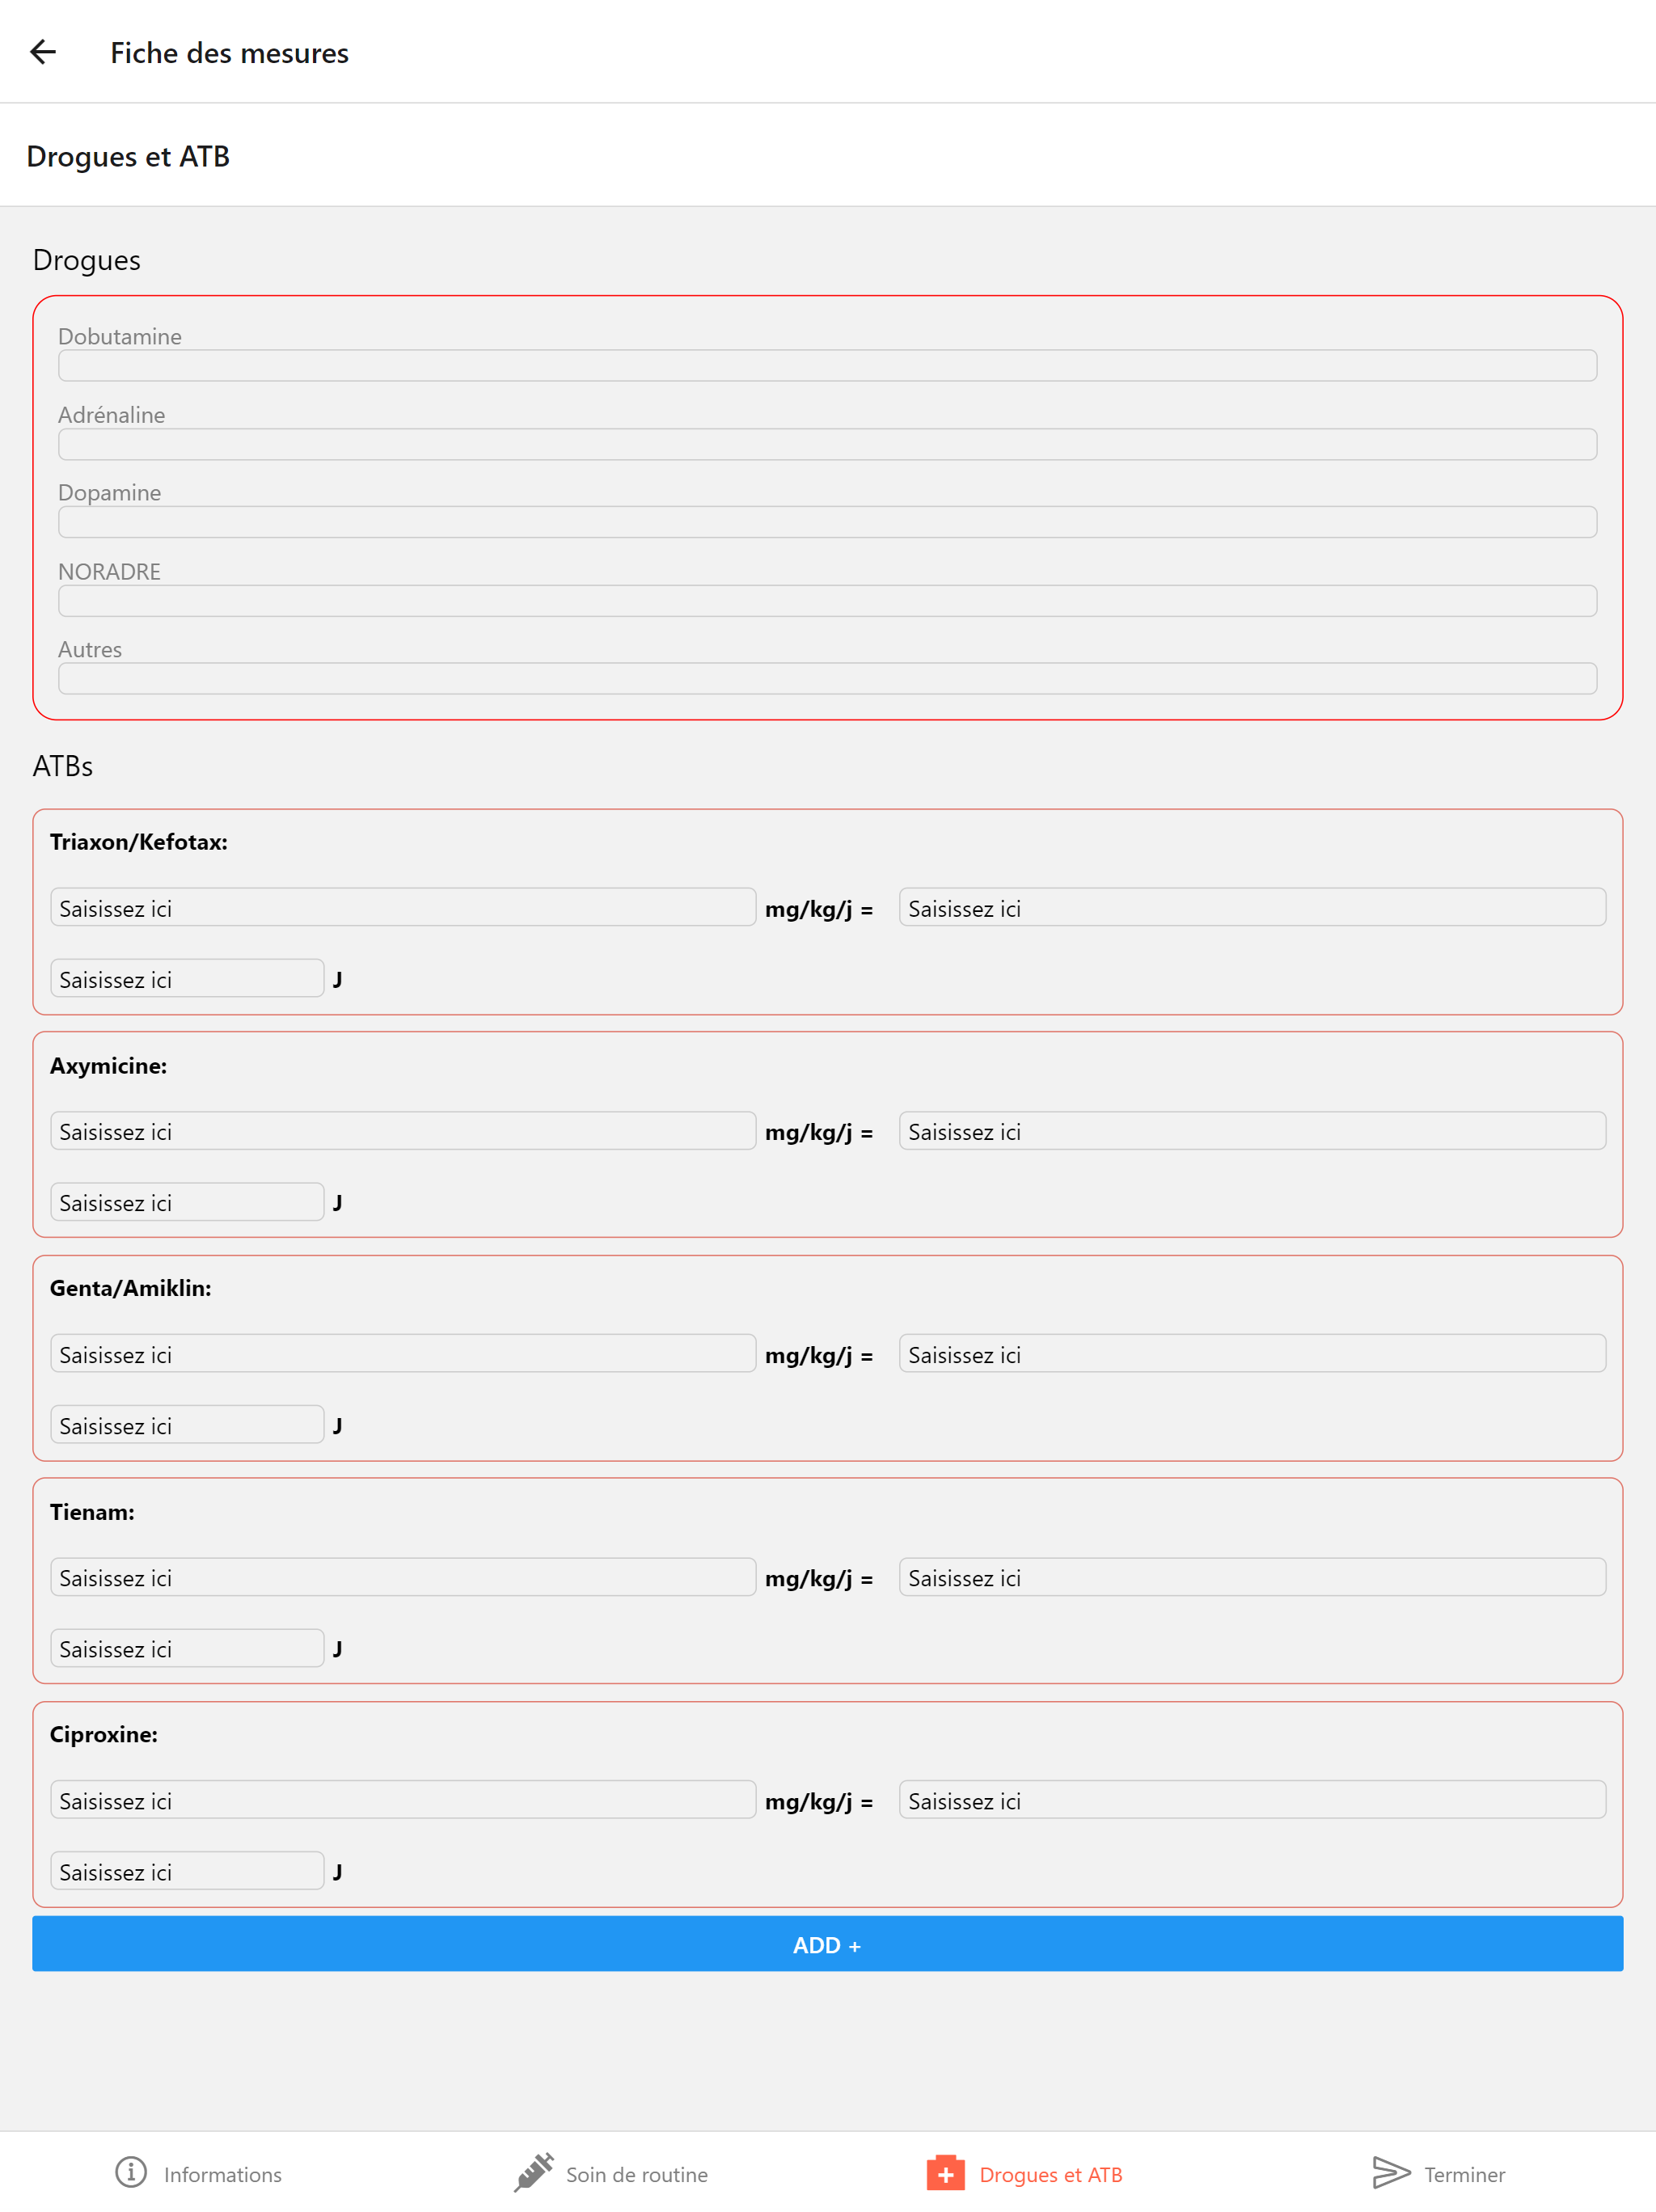 Fiche des mesures
Drogues et ATB
Drogues
Dobutamine
Adrénaline
Dopamine
NORADRE
Autres
ATBs
Triaxon/Kefotax:
Saisissez ici mg/kg/j = Saisissez ici
Saisissez ici J
Axymicine:
Saisissez ici mg/kg/j = Saisissez ici
Saisissez ici J
Genta/Amiklin:
Saisissez ici mg/kg/j = Saisissez ici
Saisissez ici J
Tienam:
Saisissez ici mg/kg/j = Saisissez ici
Saisissez ici J
Ciproxine:
Saisissez ici mg/kg/j = Saisissez ici
Saisissez ici J
ADD +
Informations Soin de routine Drogues et ATB Terminer